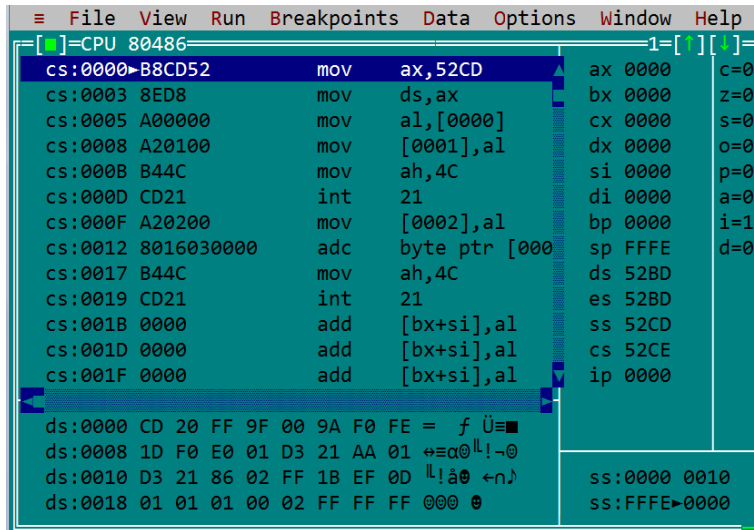 ≡ File View Run Breakpoints Data Options Window Help
[■]=CPU 80486 1=[↑][↓]=
cs:0000►B8CD52 mov ax,52CD ax 0000 c=0
cs:0003 8ED8 mov ds,ax bx 0000 z=0
cs:0005 A00000 mov al,[0000] cx 0000 s=0
cs:0008 A20100 mov [0001],al dx 0000 o=0
cs:000B B44C mov ah,4C si 0000 p=0
cs:000D CD21 int 21 di 0000 a=0
cs:000F A20200 mov [0002],al bp 0000 i=1
cs:0012 8016030000 adc byte ptr [000 sp FFFE d=0
cs:0017 B44C mov ah,4C ds 52BD
cs:0019 CD21 int 21 es 52BD
cs:001B 0000 add [bx+si],al ss 52CD
cs:001D 0000 add [bx+si],al cs 52CE
cs:001F 0000 add [bx+si],al ip 0000
ds:0000 CD 20 FF 9F 00 9A F0 FE = ƒ Ü≡■
ds:0008 1D F0 E0 01 D3 21 AA 01 ↔≡α☺╙!¬☺
ds:0010 D3 21 86 02 FF 1B EF 0D ╙!å☻ ←∩♪ ss:0000 0010
ds:0018 01 01 01 00 02 FF FF FF ☺☺☺ ☻ ss:FFFE►0000